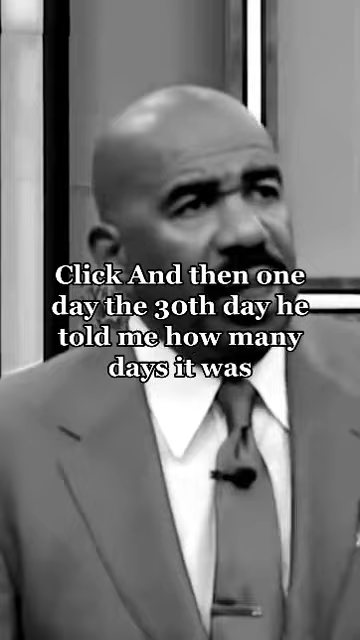 Click And then one
day the 30th day he
told me how many
days it was